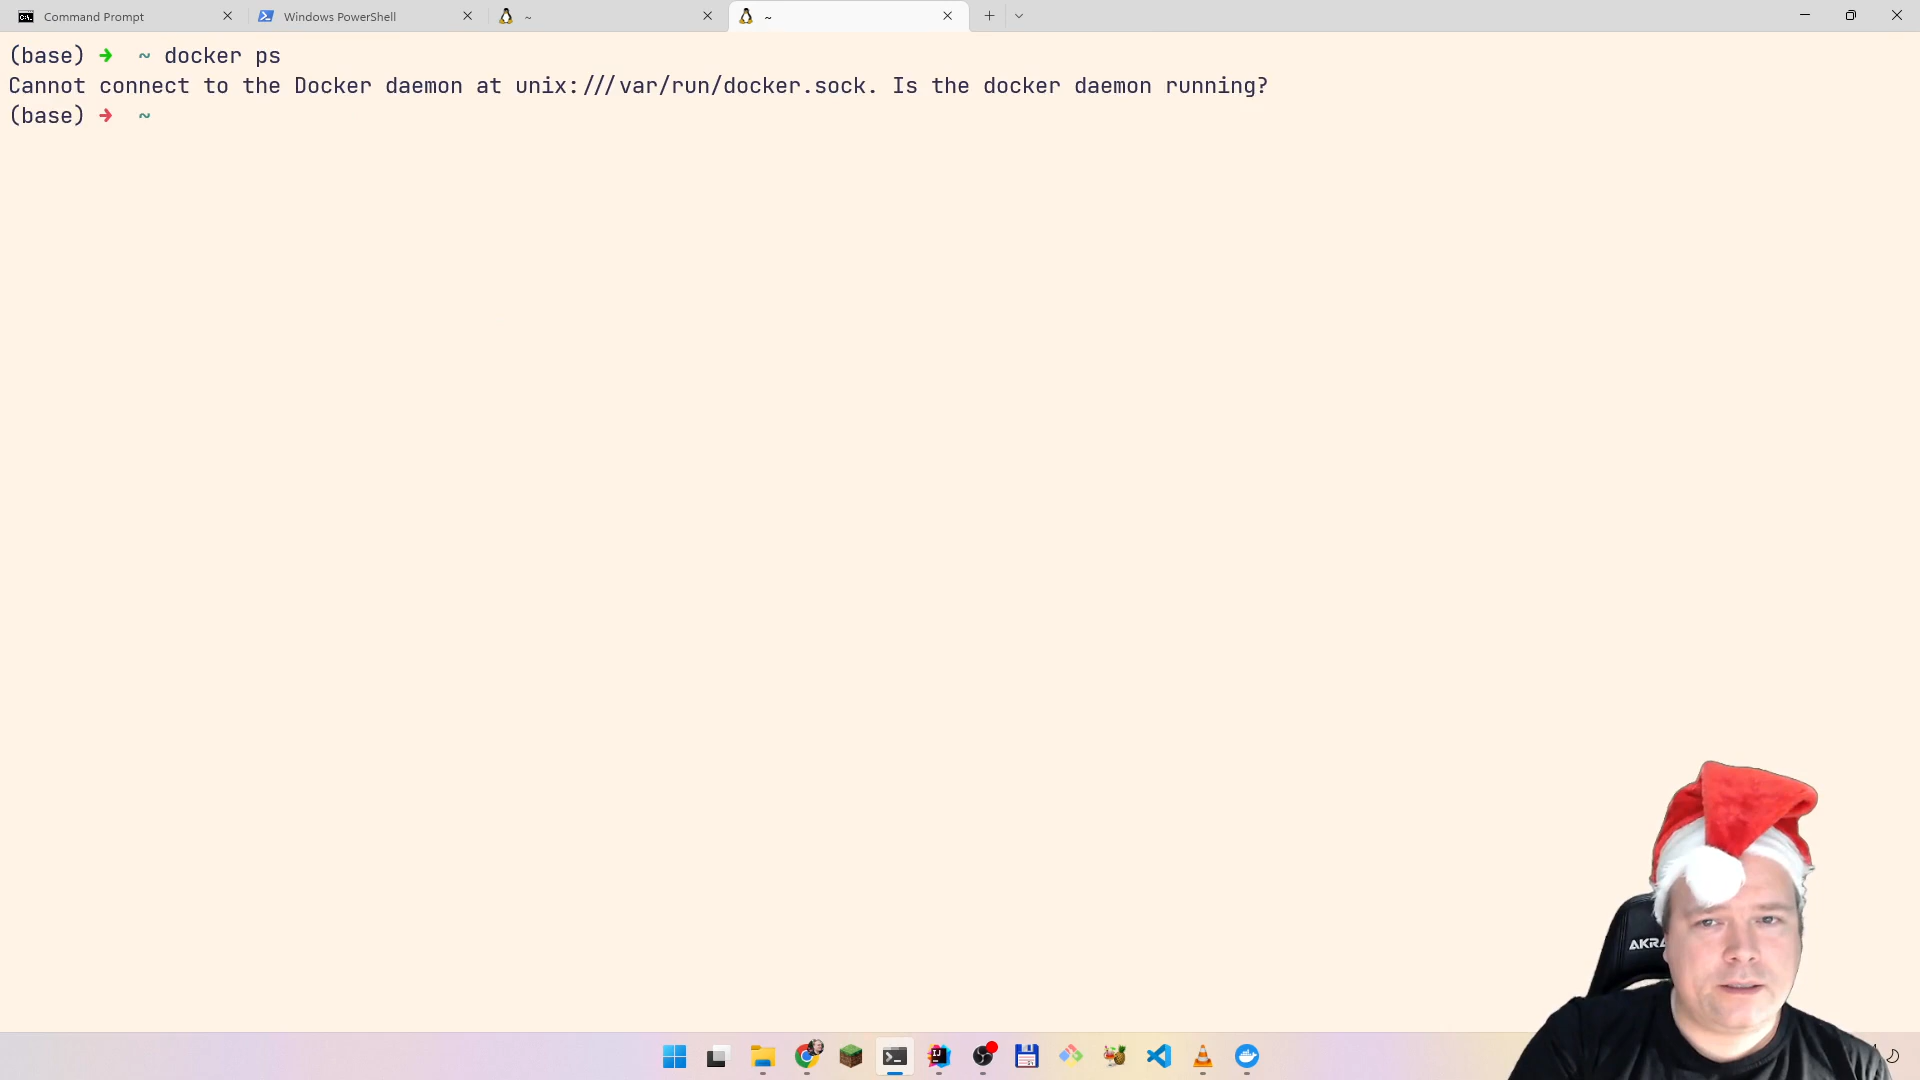 Command Prompt
Windows PowerShell
~
~
(base) ➜ ~ docker ps
Cannot connect to the Docker daemon at unix:///var/run/docker.sock. Is the docker daemon running?
(base) ➜ ~